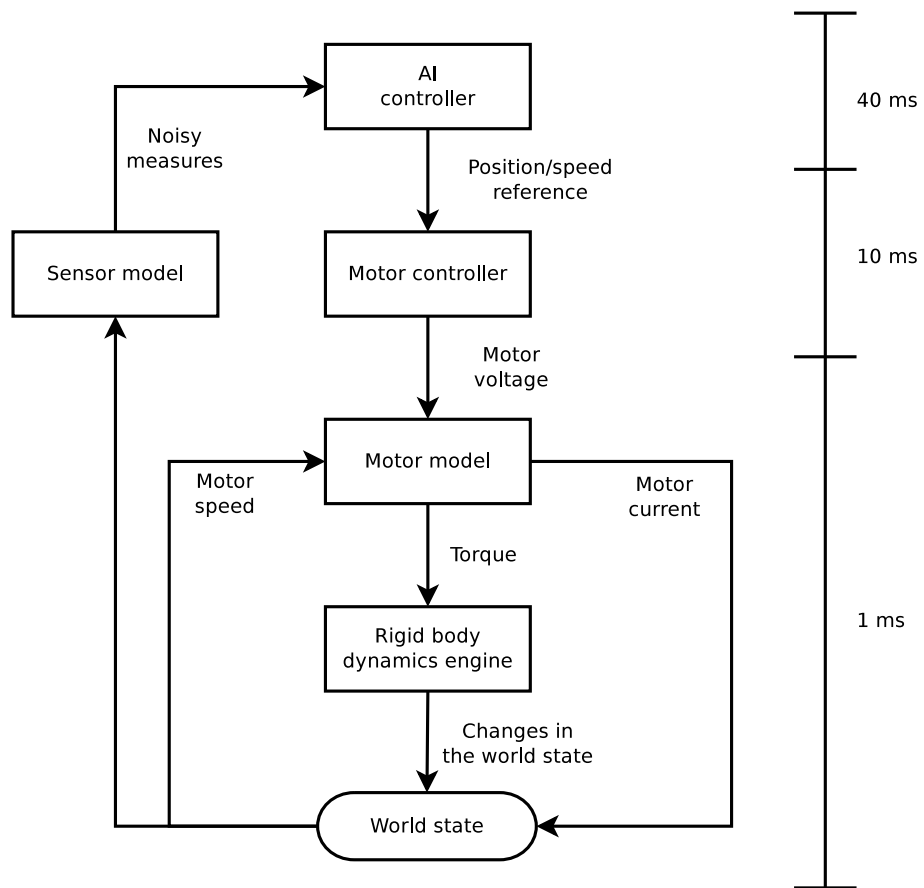 AI
controller
40 ms
Noisy
measures
Position/speed
reference
Sensor model
Motor controller
10 ms
Motor
voltage
Motor model
Motor
speed
Motor
current
Torque
1 ms
Rigid body
dynamics engine
Changes in
the world state
World state